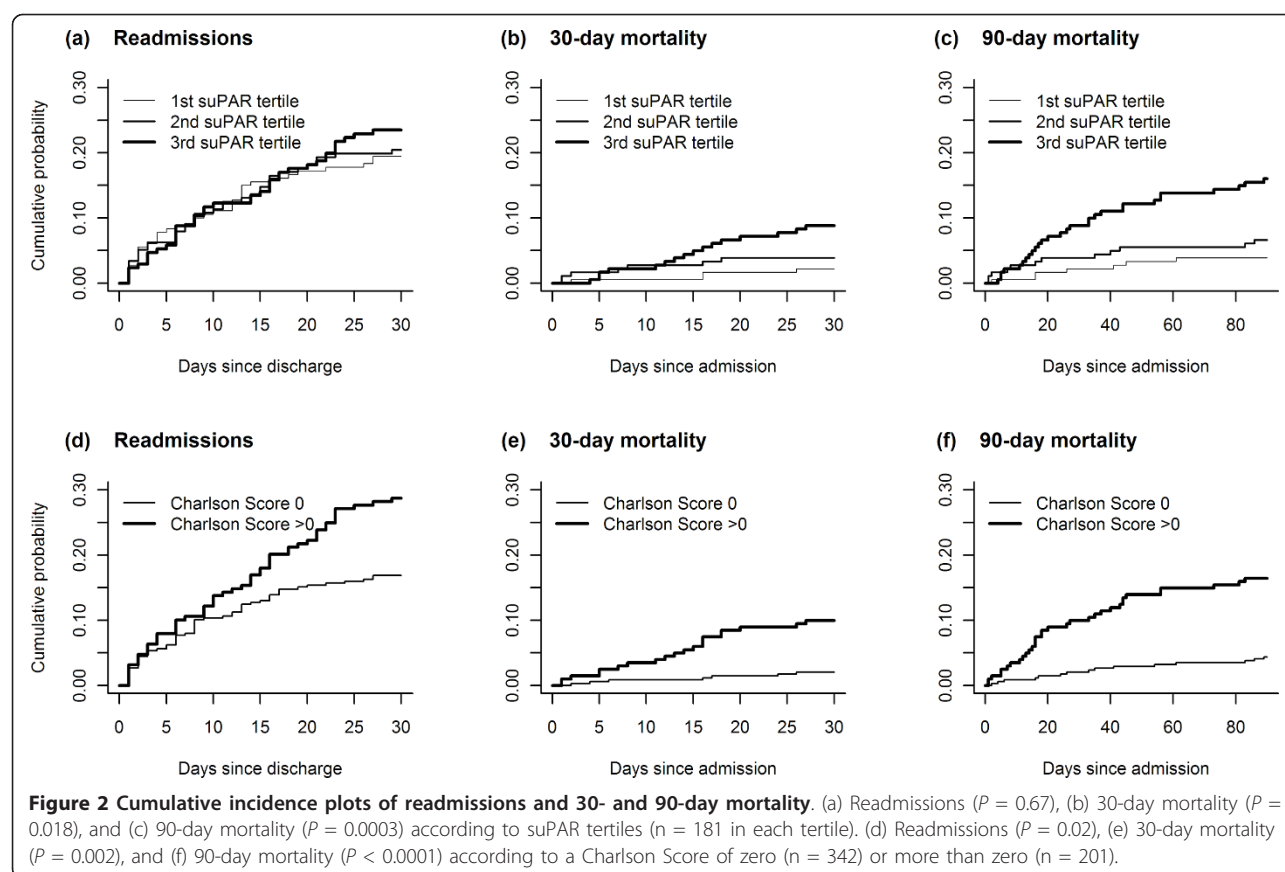 (a) Readmissions
Cumulative probability
0.00 0.10 0.20 0.30
1st suPAR tertile
2nd suPAR tertile
3rd suPAR tertile
0 5 10 15 20 25 30
Days since discharge
(b) 30-day mortality
0.00 0.10 0.20 0.30
1st suPAR tertile
2nd suPAR tertile
3rd suPAR tertile
0 5 10 15 20 25 30
Days since admission
(c) 90-day mortality
0.00 0.10 0.20 0.30
1st suPAR tertile
2nd suPAR tertile
3rd suPAR tertile
0 20 40 60 80
Days since admission
(d) Readmissions
Cumulative probability
0.00 0.10 0.20 0.30
Charlson Score 0
Charlson Score >0
0 5 10 15 20 25 30
Days since discharge
(e) 30-day mortality
0.00 0.10 0.20 0.30
Charlson Score 0
Charlson Score >0
0 5 10 15 20 25 30
Days since admission
(f) 90-day mortality
0.00 0.10 0.20 0.30
Charlson Score 0
Charlson Score >0
0 20 40 60 80
Days since admission
Figure 2 Cumulative incidence plots of readmissions and 30- and 90-day mortality. (a) Readmissions (P = 0.67), (b) 30-day mortality (P =
0.018), and (c) 90-day mortality (P = 0.0003) according to suPAR tertiles (n = 181 in each tertile). (d) Readmissions (P = 0.02), (e) 30-day mortality
(P = 0.002), and (f) 90-day mortality (P < 0.0001) according to a Charlson Score of zero (n = 342) or more than zero (n = 201).